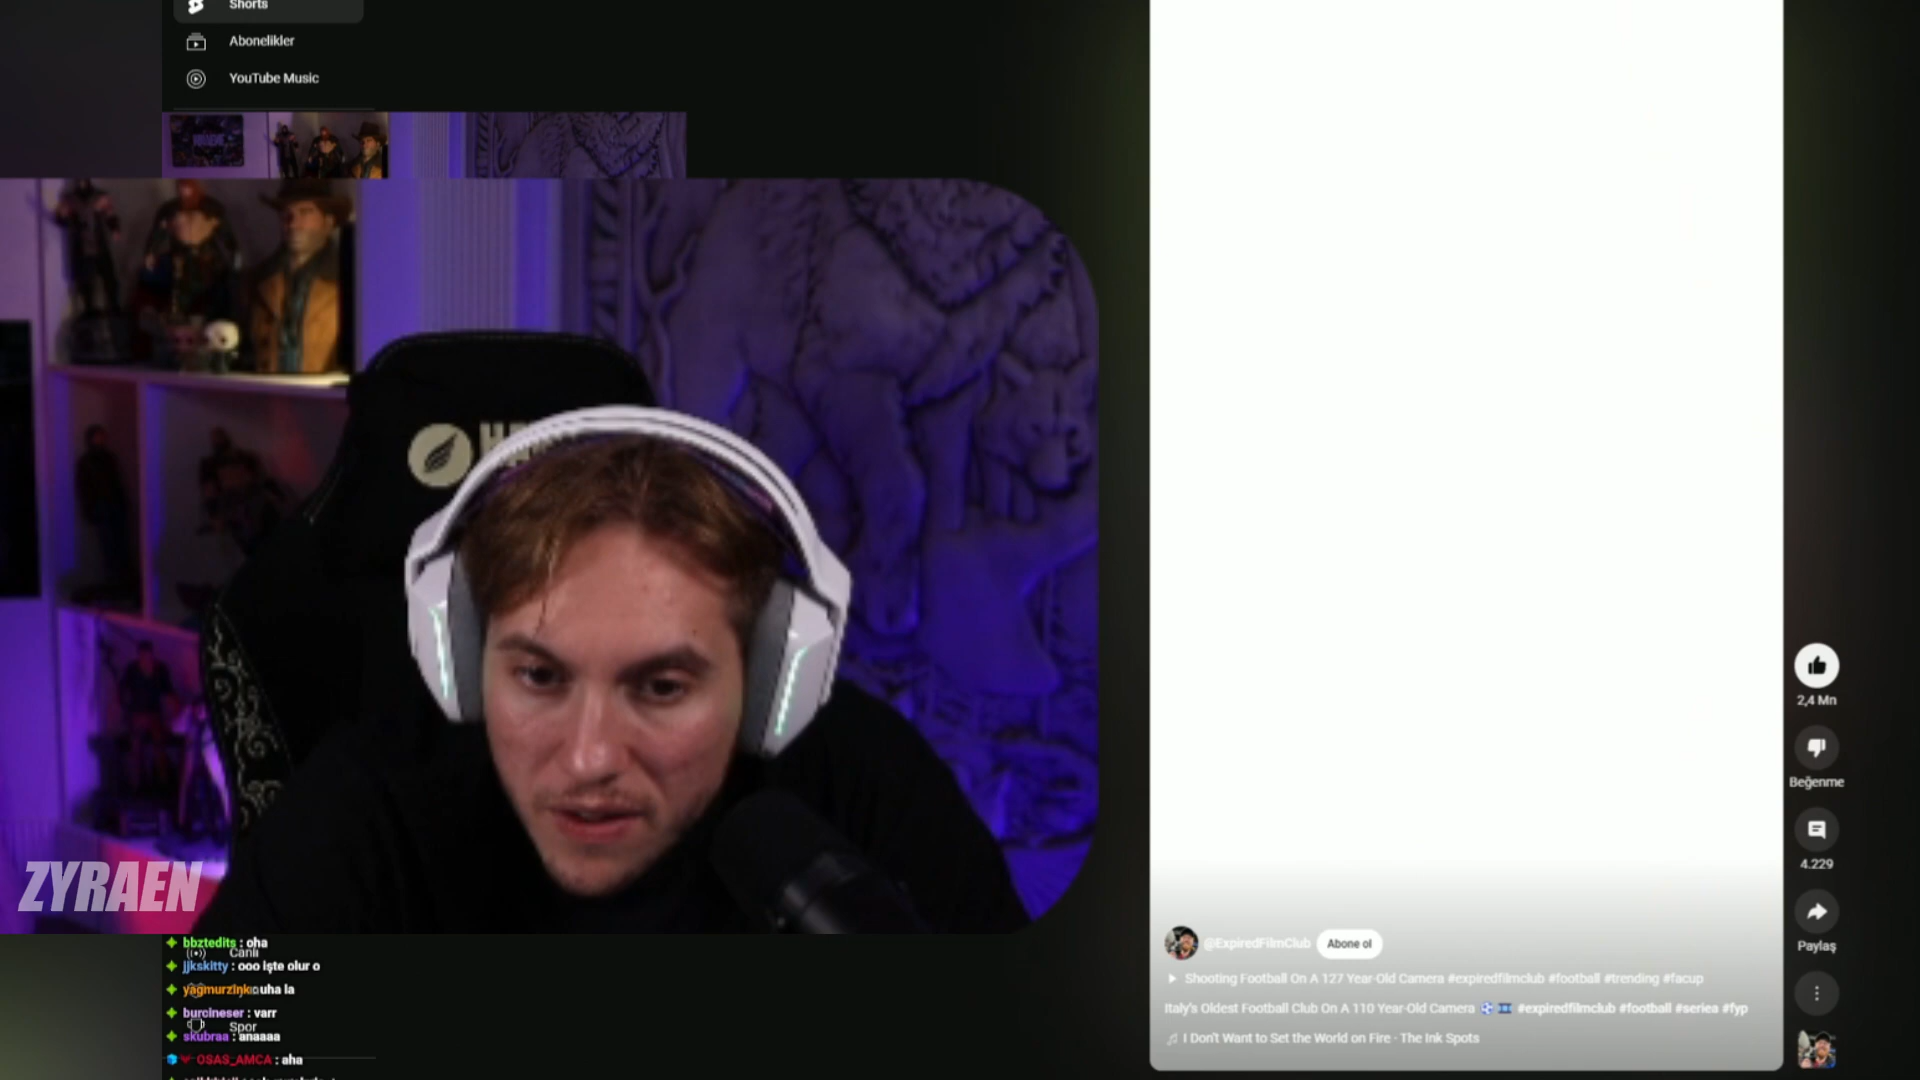 Shorts
Abonelikler
YouTube Music
ZYRAEN
bbztedits : oha
Canlı
jjkskitty : ooo işte olur o
uha la
burcineser : varr
Spor
skubraa : anaaaa
OSAS_AMCA : aha
2,4 Mn
Beğenme
4.229
Paylaş
@ExpiredFilmClub Abone ol
Shooting Football On A 127 Year-Old Camera #expiredfilmclub #football #trending #facup
Italy's Oldest Football Club On A 110 Year-Old Camera ⚽🎞️ #expiredfilmclub #football #seriea #fyp
I Don't Want to Set the World on Fire - The Ink Spots